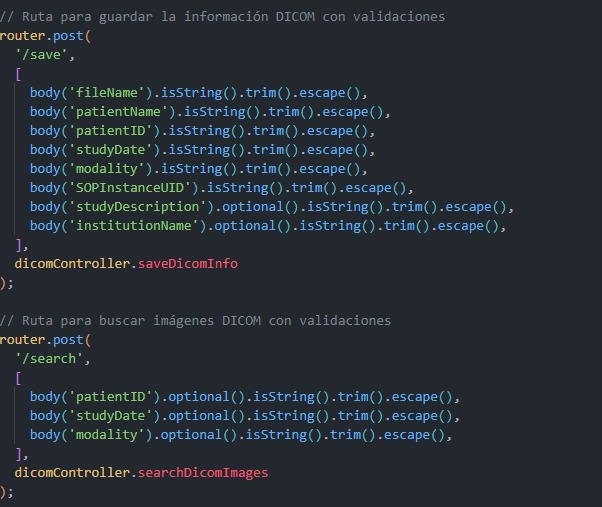 // Ruta para guardar la información DICOM con validaciones
router.post(
  '/save',
  [
    body('fileName').isString().trim().escape(),
    body('patientName').isString().trim().escape(),
    body('patientID').isString().trim().escape(),
    body('studyDate').isString().trim().escape(),
    body('modality').isString().trim().escape(),
    body('SOPInstanceUID').isString().trim().escape(),
    body('studyDescription').optional().isString().trim().escape(),
    body('institutionName').optional().isString().trim().escape(),
  ],
  dicomController.saveDicomInfo
);

// Ruta para buscar imágenes DICOM con validaciones
router.post(
  '/search',
  [
    body('patientID').optional().isString().trim().escape(),
    body('studyDate').optional().isString().trim().escape(),
    body('modality').optional().isString().trim().escape(),
  ],
  dicomController.searchDicomImages
);